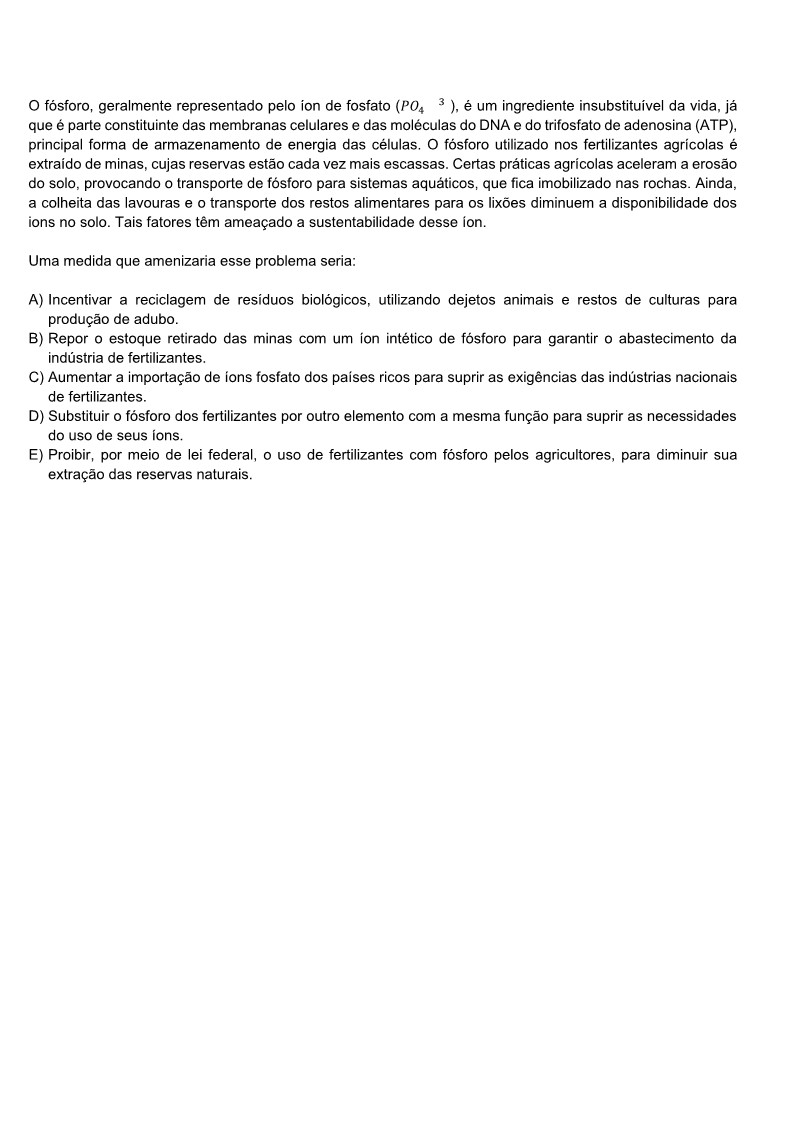 O fósforo, geralmente representado pelo íon de fosfato (PO₄ ³ ), é um ingrediente insubstituível da vida, já
que é parte constituinte das membranas celulares e das moléculas do DNA e do trifosfato de adenosina (ATP),
principal forma de armazenamento de energia das células. O fósforo utilizado nos fertilizantes agrícolas é
extraído de minas, cujas reservas estão cada vez mais escassas. Certas práticas agrícolas aceleram a erosão
do solo, provocando o transporte de fósforo para sistemas aquáticos, que fica imobilizado nas rochas. Ainda,
a colheita das lavouras e o transporte dos restos alimentares para os lixões diminuem a disponibilidade dos
ions no solo. Tais fatores têm ameaçado a sustentabilidade desse íon.
Uma medida que amenizaria esse problema seria:
A) Incentivar a reciclagem de resíduos biológicos, utilizando dejetos animais e restos de culturas para
produção de adubo.
B) Repor o estoque retirado das minas com um íon intético de fósforo para garantir o abastecimento da
indústria de fertilizantes.
C) Aumentar a importação de íons fosfato dos países ricos para suprir as exigências das indústrias nacionais
de fertilizantes.
D) Substituir o fósforo dos fertilizantes por outro elemento com a mesma função para suprir as necessidades
do uso de seus íons.
E) Proibir, por meio de lei federal, o uso de fertilizantes com fósforo pelos agricultores, para diminuir sua
extração das reservas naturais.